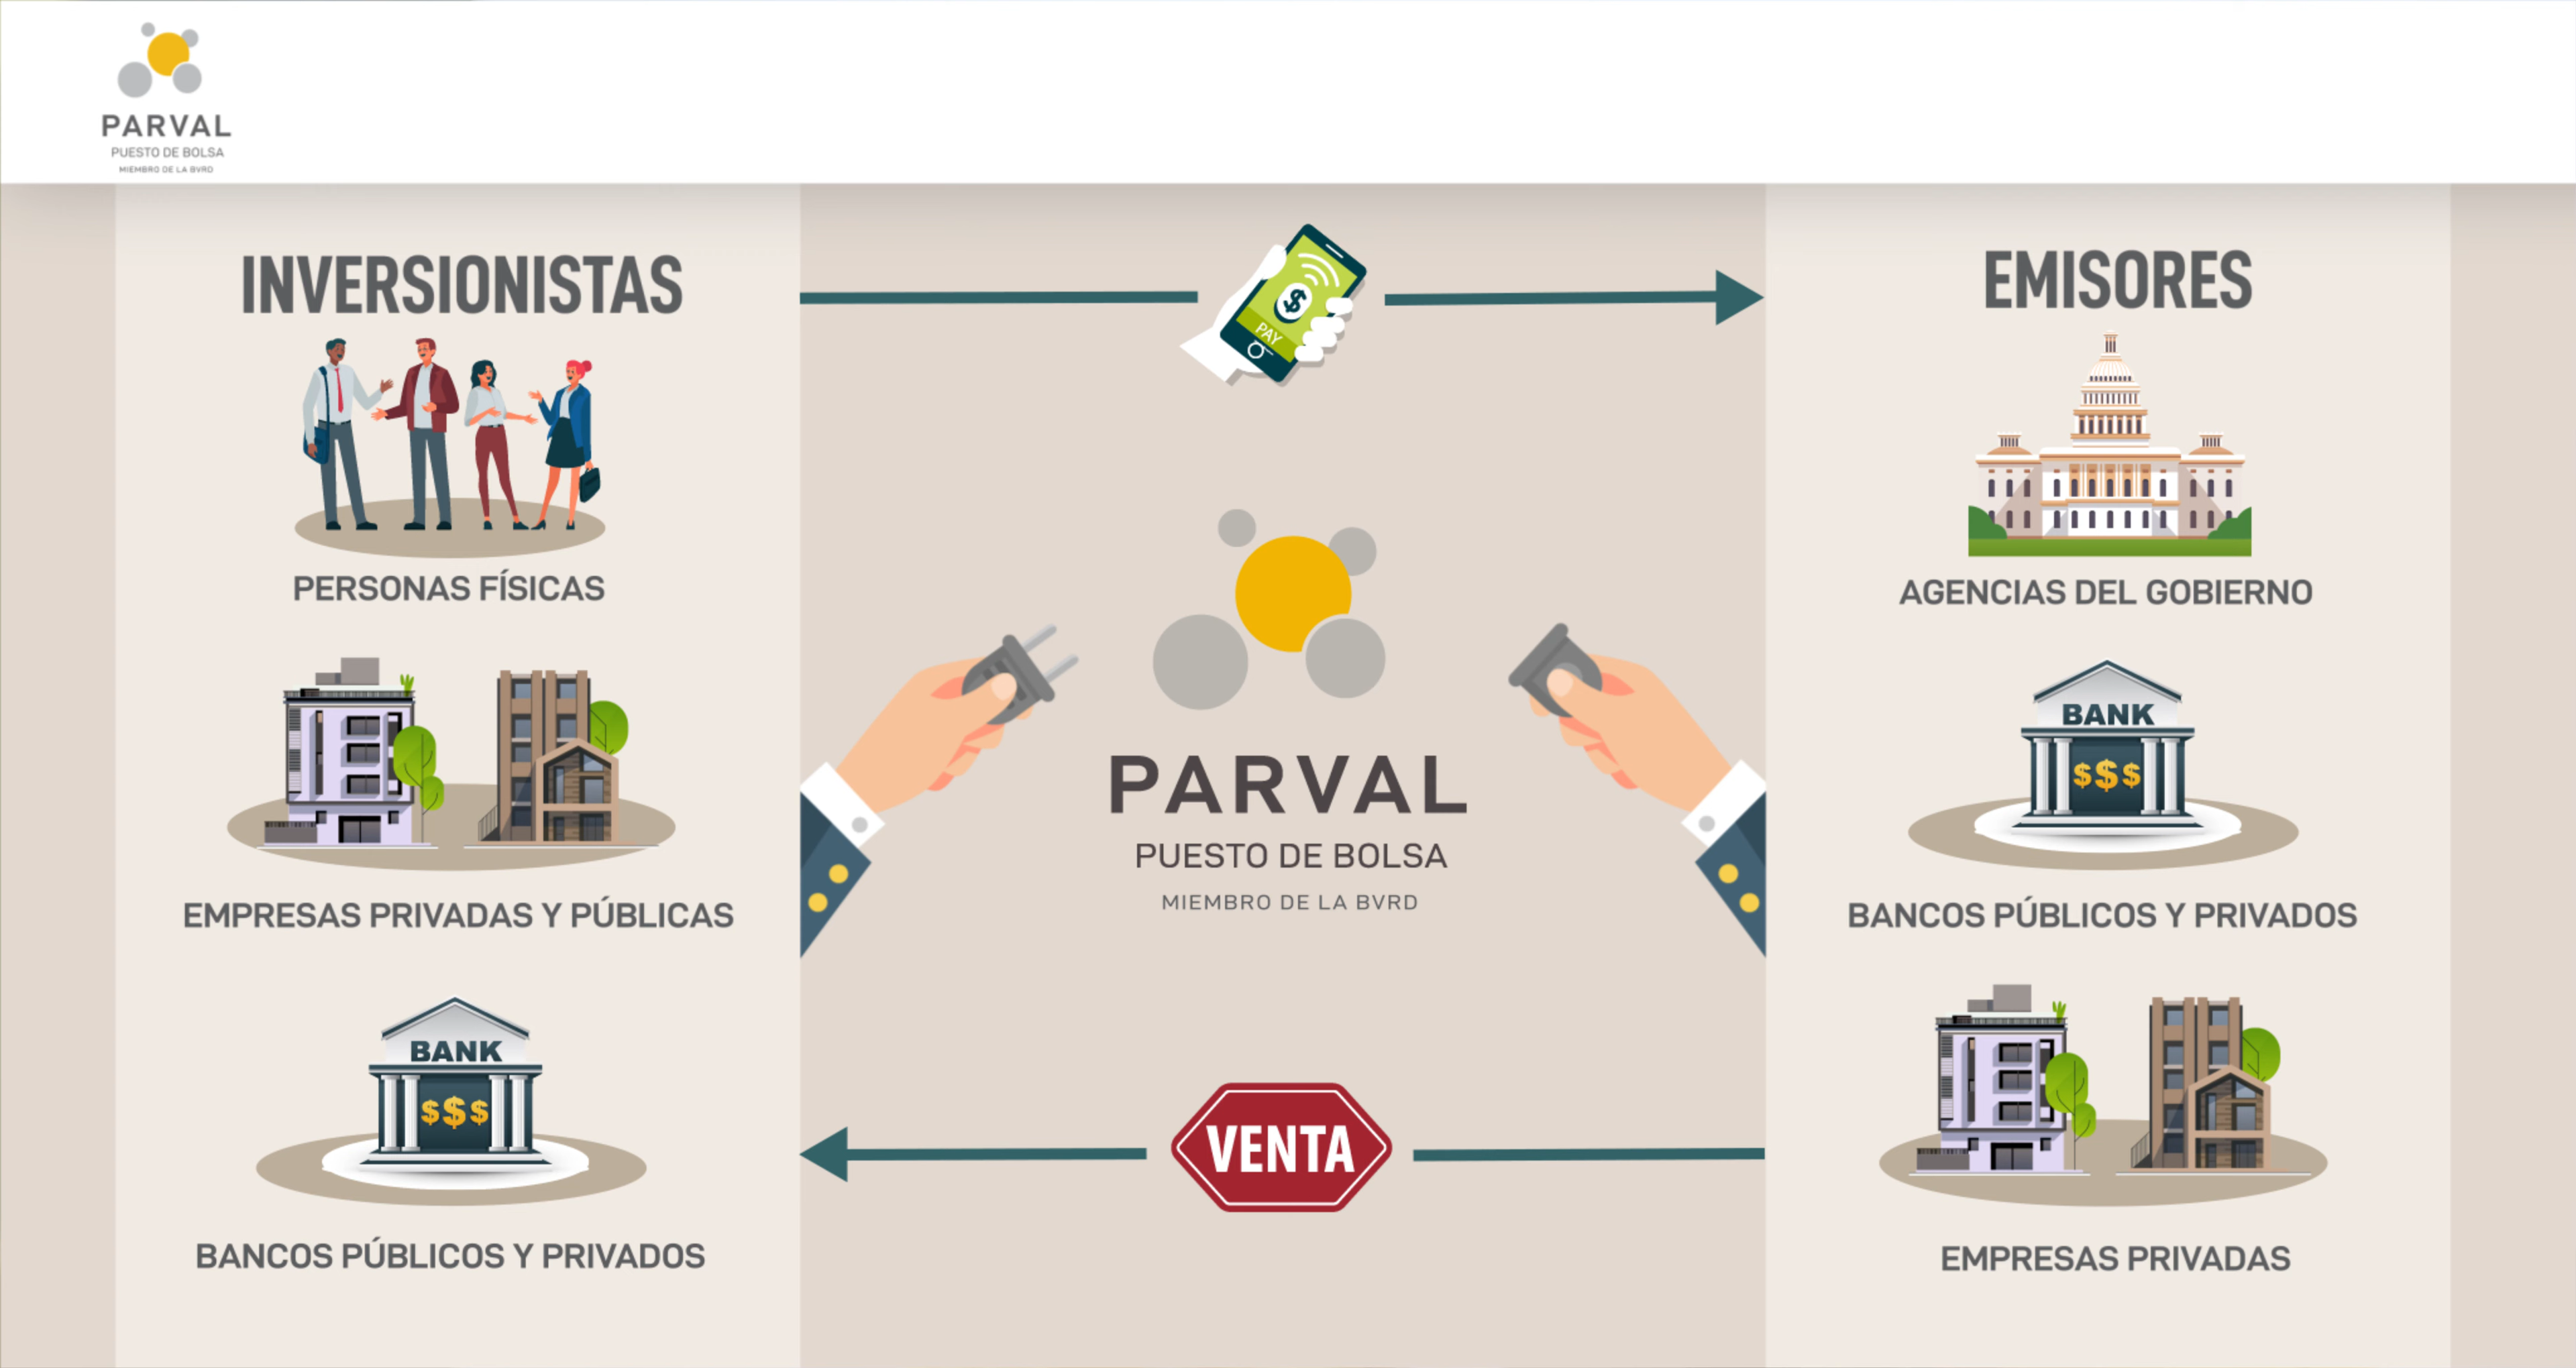 PARVAL
PUESTO DE BOLSA
MIEMBRO DE LA BVRD
INVERSIONISTAS
PERSONAS FÍSICAS
EMPRESAS PRIVADAS Y PÚBLICAS
BANK
$$$
BANCOS PÚBLICOS Y PRIVADOS
$
PAY
PARVAL
PUESTO DE BOLSA
MIEMBRO DE LA BVRD
VENTA
EMISORES
AGENCIAS DEL GOBIERNO
BANK
$$$
BANCOS PÚBLICOS Y PRIVADOS
EMPRESAS PRIVADAS